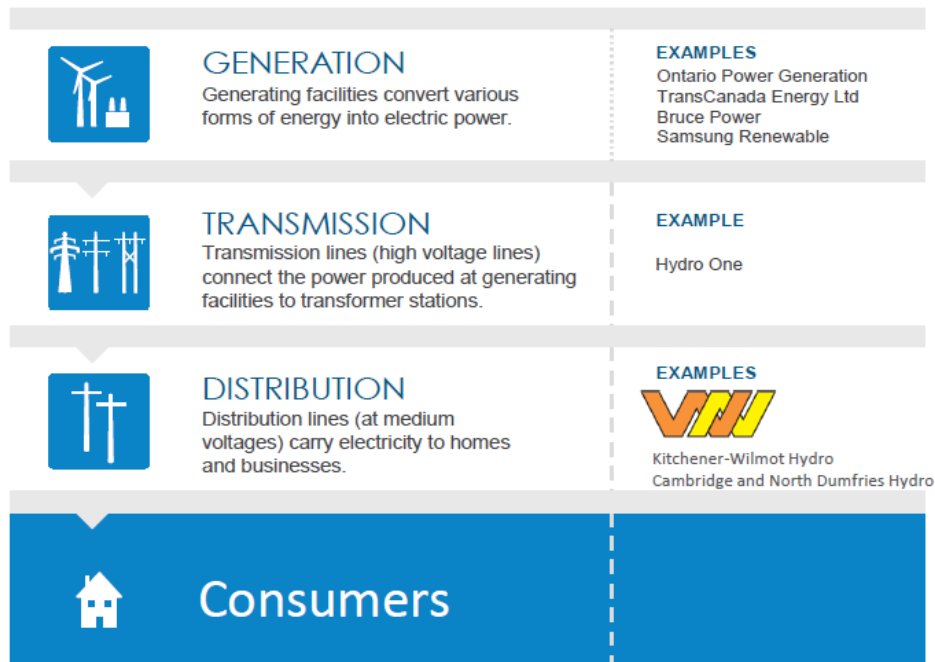 GENERATION
Generating facilities convert various
forms of energy into electric power.
EXAMPLES
Ontario Power Generation
TransCanada Energy Ltd
Bruce Power
Samsung Renewable
TRANSMISSION
Transmission lines (high voltage lines)
connect the power produced at generating
facilities to transformer stations.
EXAMPLE
Hydro One
DISTRIBUTION
Distribution lines (at medium
voltages) carry electricity to homes
and businesses.
EXAMPLES
Kitchener-Wilmot Hydro
Cambridge and North Dumfries Hydro
Consumers